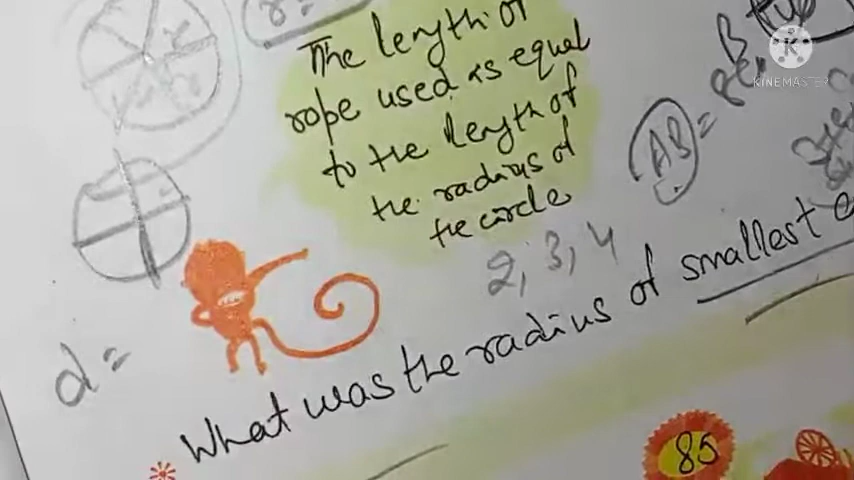 The length of
rope used is equal
to the length of
the radius of
the circle
AB =
2, 3, 4
d =
What was the radius of smallest
85
KINEMASTER